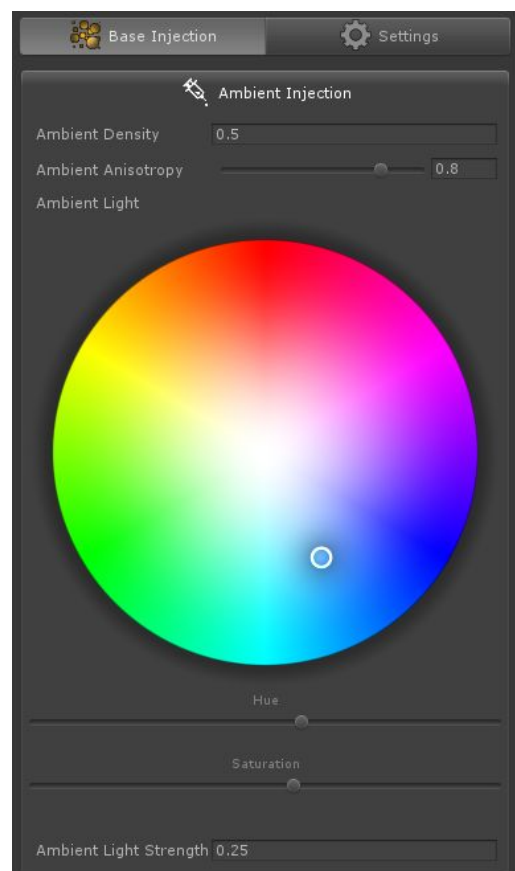 Base Injection Settings
Ambient Injection
Ambient Density 0.5
Ambient Anisotropy 0.8
Ambient Light
Hue
Saturation
Ambient Light Strength 0.25